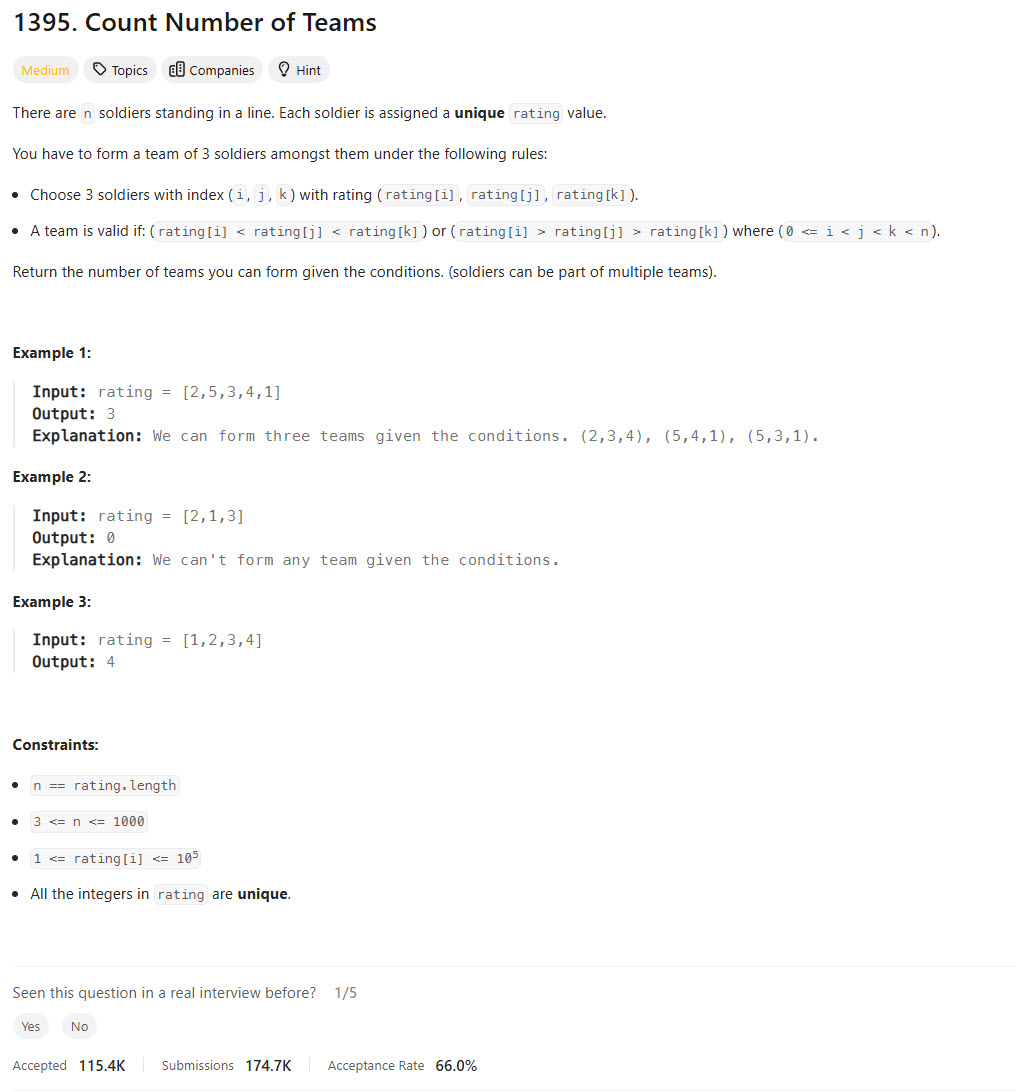 1395. Count Number of Teams
Medium Topics Companies Hint
There are n soldiers standing in a line. Each soldier is assigned a unique rating value.
You have to form a team of 3 soldiers amongst them under the following rules:
• Choose 3 soldiers with index (i, j, k) with rating (rating[i], rating[j], rating[k]).
• A team is valid if: (rating[i] < rating[j] < rating[k]) or (rating[i] > rating[j] > rating[k]) where (0 <= i < j < k < n).
Return the number of teams you can form given the conditions. (soldiers can be part of multiple teams).
Example 1:
Input: rating = [2,5,3,4,1]
Output: 3
Explanation: We can form three teams given the conditions. (2,3,4), (5,4,1), (5,3,1).
Example 2:
Input: rating = [2,1,3]
Output: 0
Explanation: We can't form any team given the conditions.
Example 3:
Input: rating = [1,2,3,4]
Output: 4
Constraints:
• n == rating.length
• 3 <= n <= 1000
• 1 <= rating[i] <= 10⁵
• All the integers in rating are unique.
Seen this question in a real interview before? 1/5
Yes No
Accepted 115.4K Submissions 174.7K Acceptance Rate 66.0%